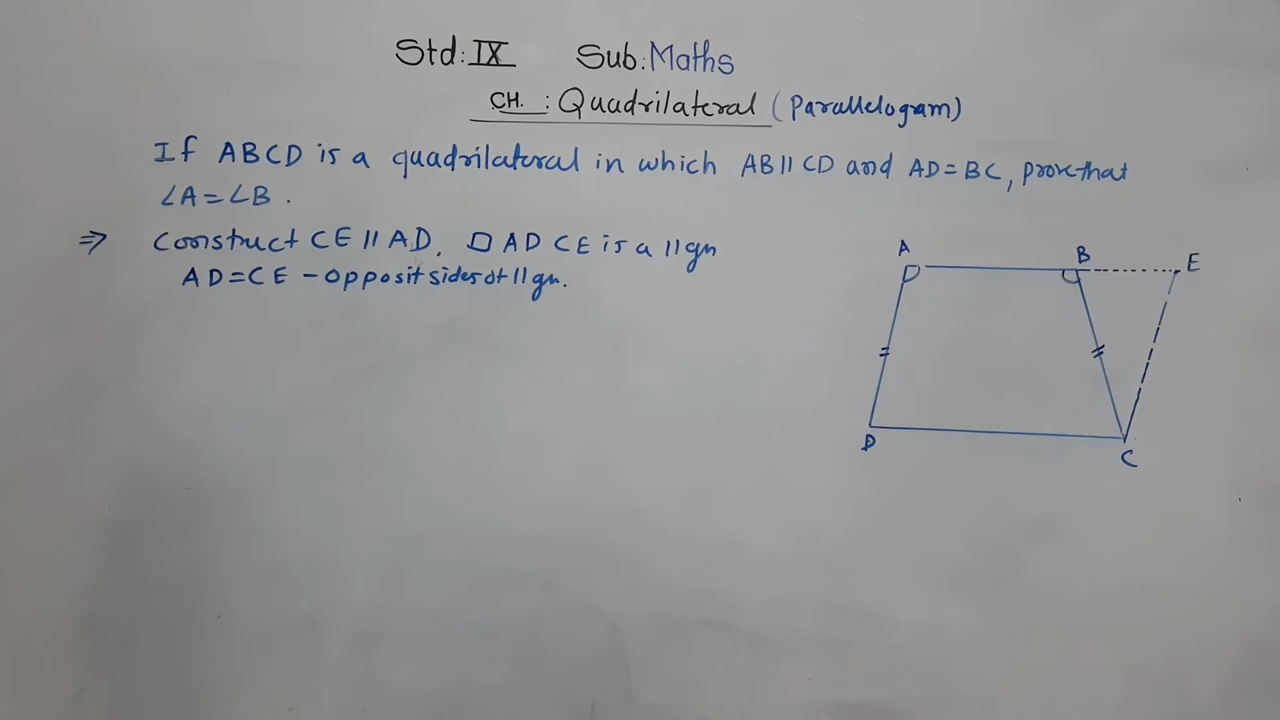 Std: IX Sub: Maths
CH. : Quadrilateral (Parallelogram)
If ABCD is a quadrilateral in which AB || CD and AD = BC, prove that
∠A = ∠B .
⇒ Construct CE || AD, □ ADCE is a ||gm
AD = CE - opposit sides of ||gm.
A B E
D C